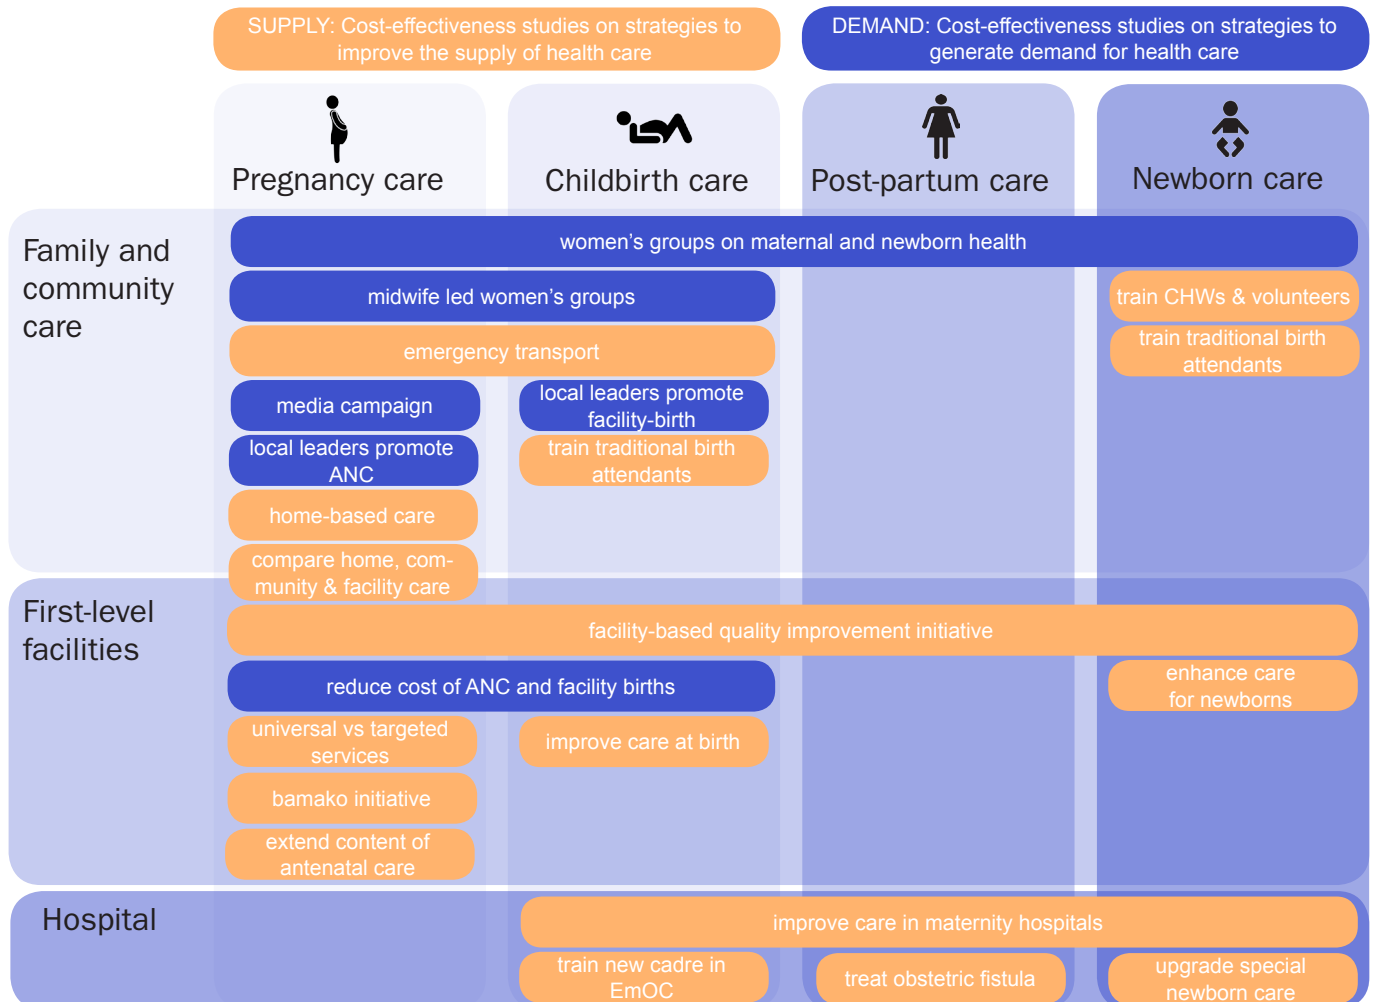 SUPPLY: Cost-effectiveness studies on strategies to
improve the supply of health care
DEMAND: Cost-effectiveness studies on strategies to
generate demand for health care
Pregnancy care
Childbirth care
Post-partum care
Newborn care
Family and
community
care
women’s groups on maternal and newborn health
midwife led women’s groups
train CHWs & volunteers
emergency transport
train traditional birth
attendants
media campaign
local leaders promote
facility-birth
local leaders promote
ANC
train traditional birth
attendants
home-based care
compare home, com-
munity & facility care
First-level
facilities
facility-based quality improvement initiative
reduce cost of ANC and facility births
enhance care
for newborns
universal vs targeted
services
improve care at birth
bamako initiative
extend content of
antenatal care
Hospital
improve care in maternity hospitals
train new cadre in
EmOC
treat obstetric fistula
upgrade special
newborn care